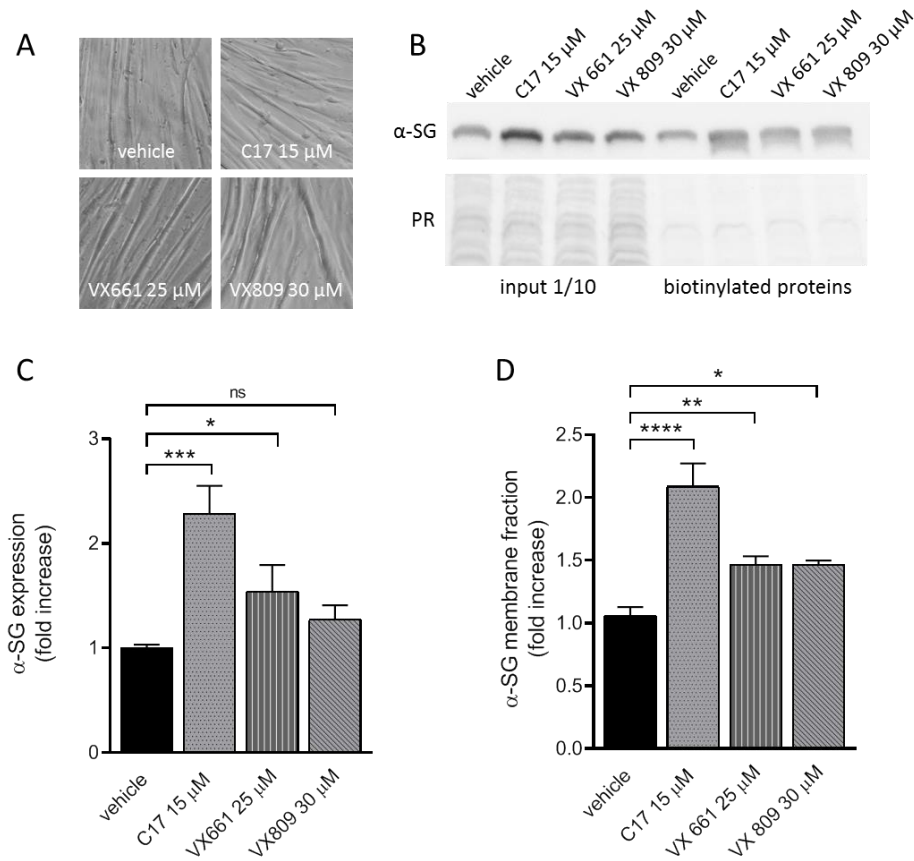 A
vehicle
C17 15 μM
VX661 25 μM
VX809 30 μM
B
vehicle
C17 15 μM
VX 661 25 μM
VX 809 30 μM
vehicle
C17 15 μM
VX 661 25 μM
VX 809 30 μM
α-SG
PR
input 1/10
biotinylated proteins
C
ns
*
***
3
2
1
0
α-SG expression
(fold increase)
vehicle
C17 15 μM
VX661 25 μM
VX809 30 μM
D
*
**
****
2.5
2.0
1.5
1.0
0.5
0.0
α-SG membrane fraction
(fold increase)
vehicle
C17 15 μM
VX 661 25 μM
VX 809 30 μM